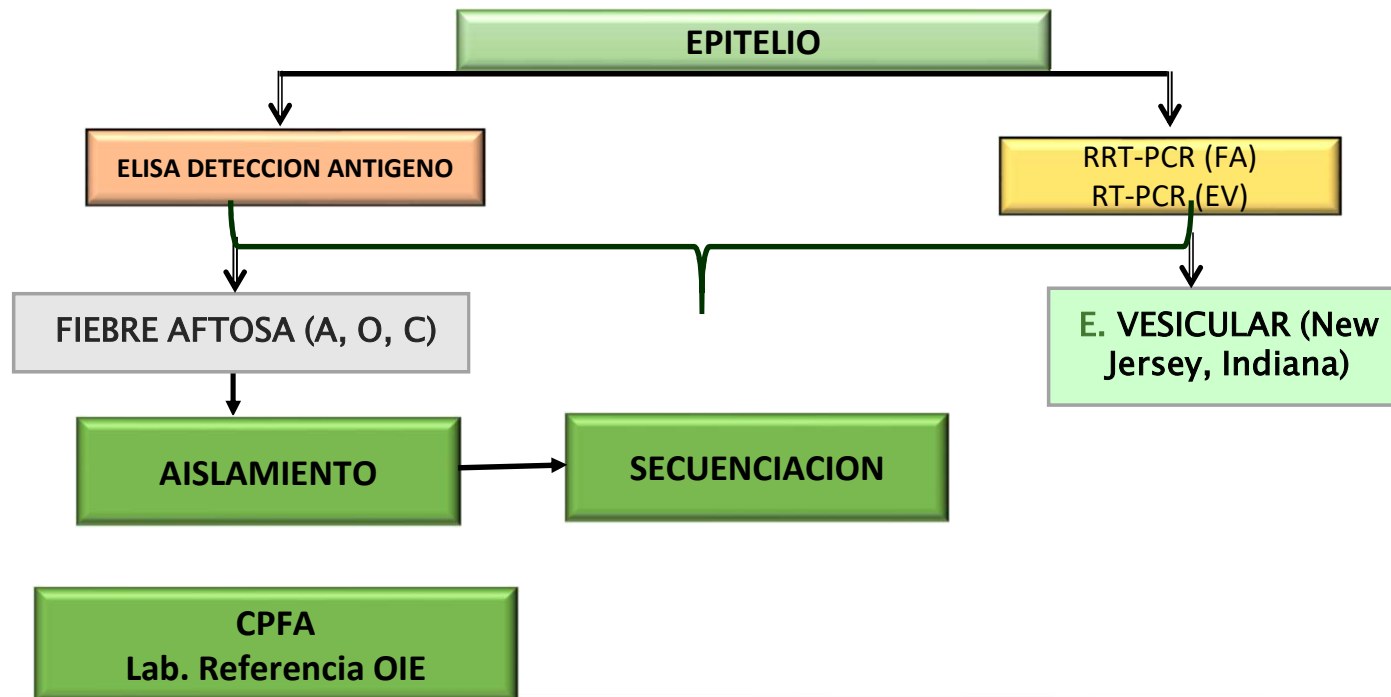 EPITELIO
ELISA DETECCION ANTIGENO
RRT-PCR (FA)
RT-PCR (EV)
FIEBRE AFTOSA (A, O, C)
E. VESICULAR (New
Jersey, Indiana)
AISLAMIENTO
SECUENCIACION
CPFA
Lab. Referencia OIE